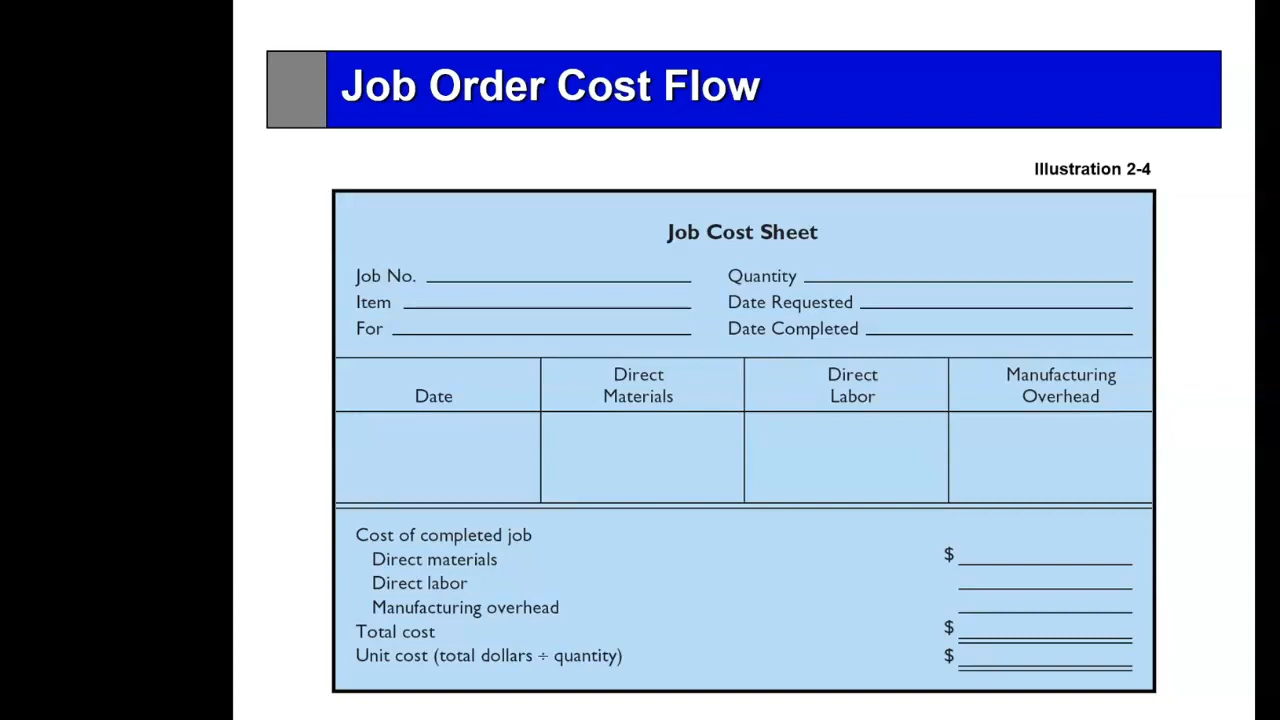 Job Order Cost Flow
Illustration 2-4
Job Cost Sheet
Job No.
Quantity
Item
Date Requested
For
Date Completed
Date
Direct
Materials
Direct
Labor
Manufacturing
Overhead
Cost of completed job
Direct materials
$
Direct labor
Manufacturing overhead
Total cost
$
Unit cost (total dollars ÷ quantity)
$